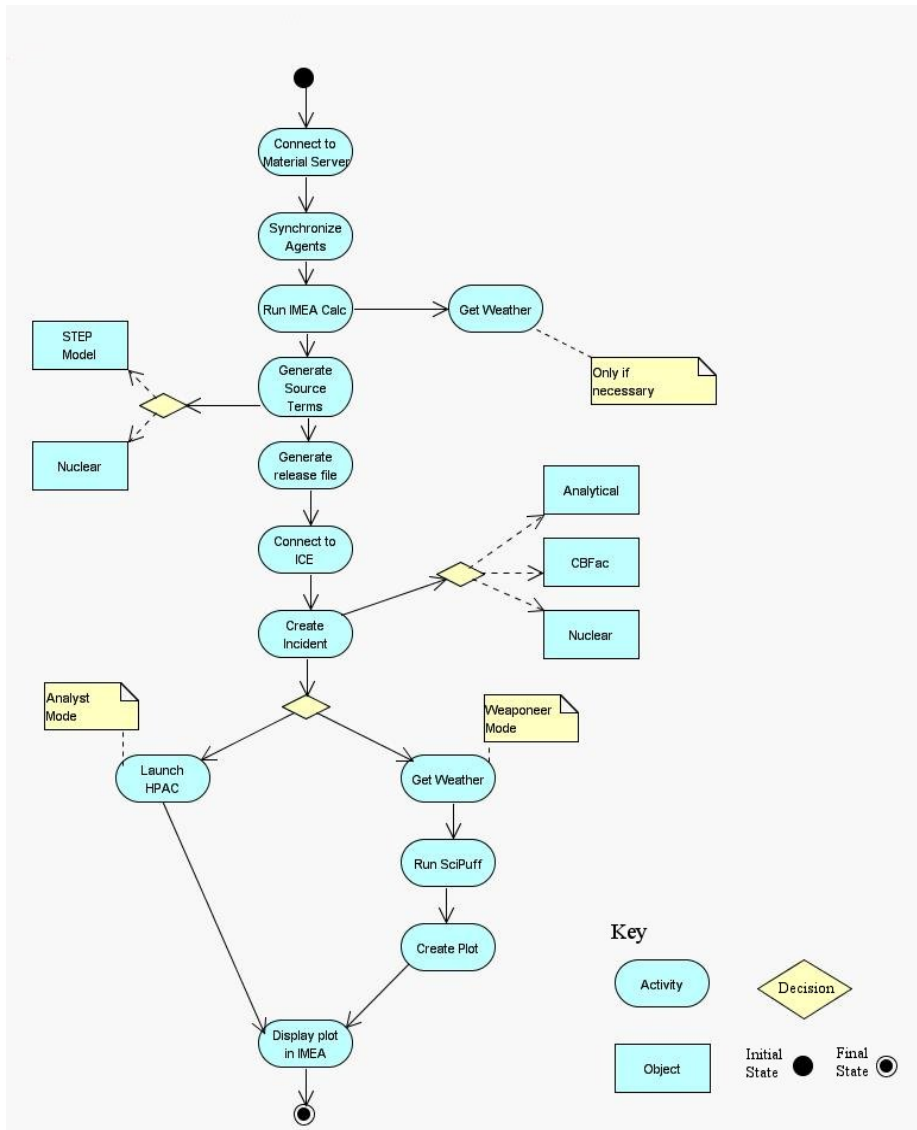 Connect to
Material Server
Synchronize
Agents
Run IMEA Calc
Get Weather
STEP
Model
Only if
necessary
Generate
Source
Terms
Nuclear
Generate
release file
Analytical
Connect to
ICE
CBFac
Create
Incident
Nuclear
Analyst
Mode
Weaponeer
Mode
Launch
HPAC
Get Weather
Run SciPuff
Create Plot
Display plot
in IMEA
Key
Activity
Decision
Object
Initial
State
Final
State